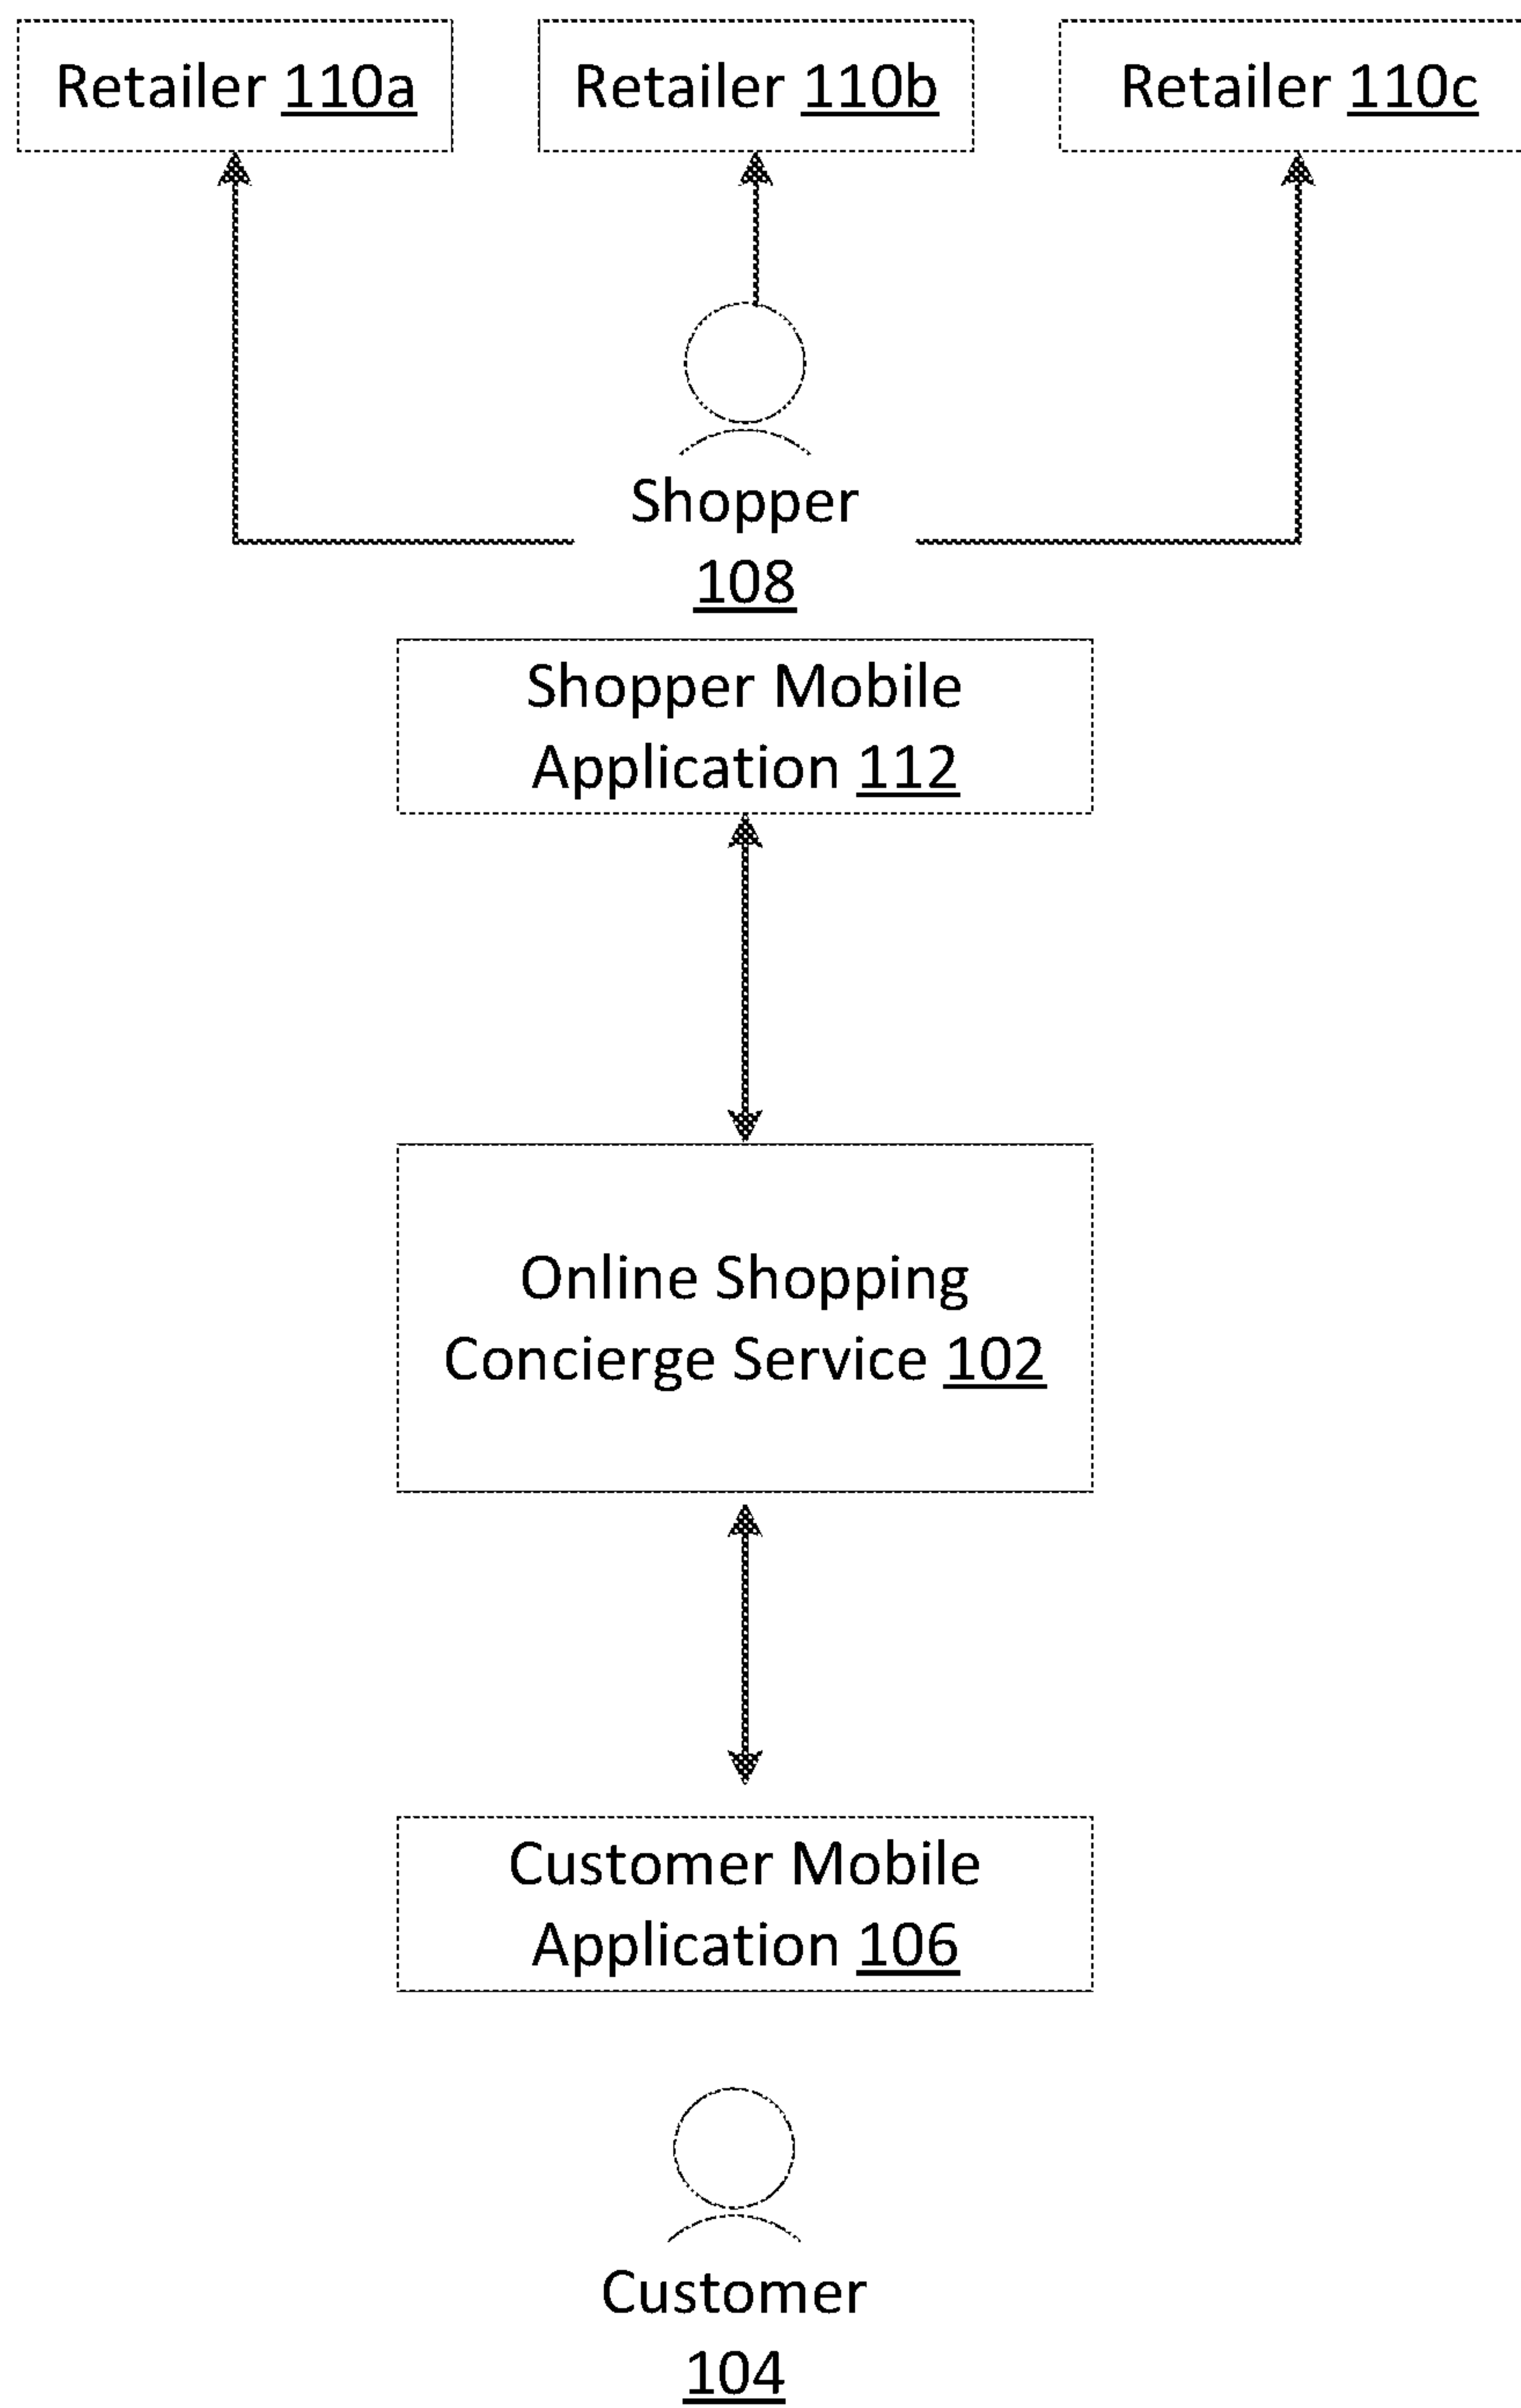 Retailer 110a
Retailer 110b
Retailer 110c
Shopper
108
Shopper Mobile
Application 112
Online Shopping
Concierge Service 102
Customer Mobile
Application 106
Customer
104